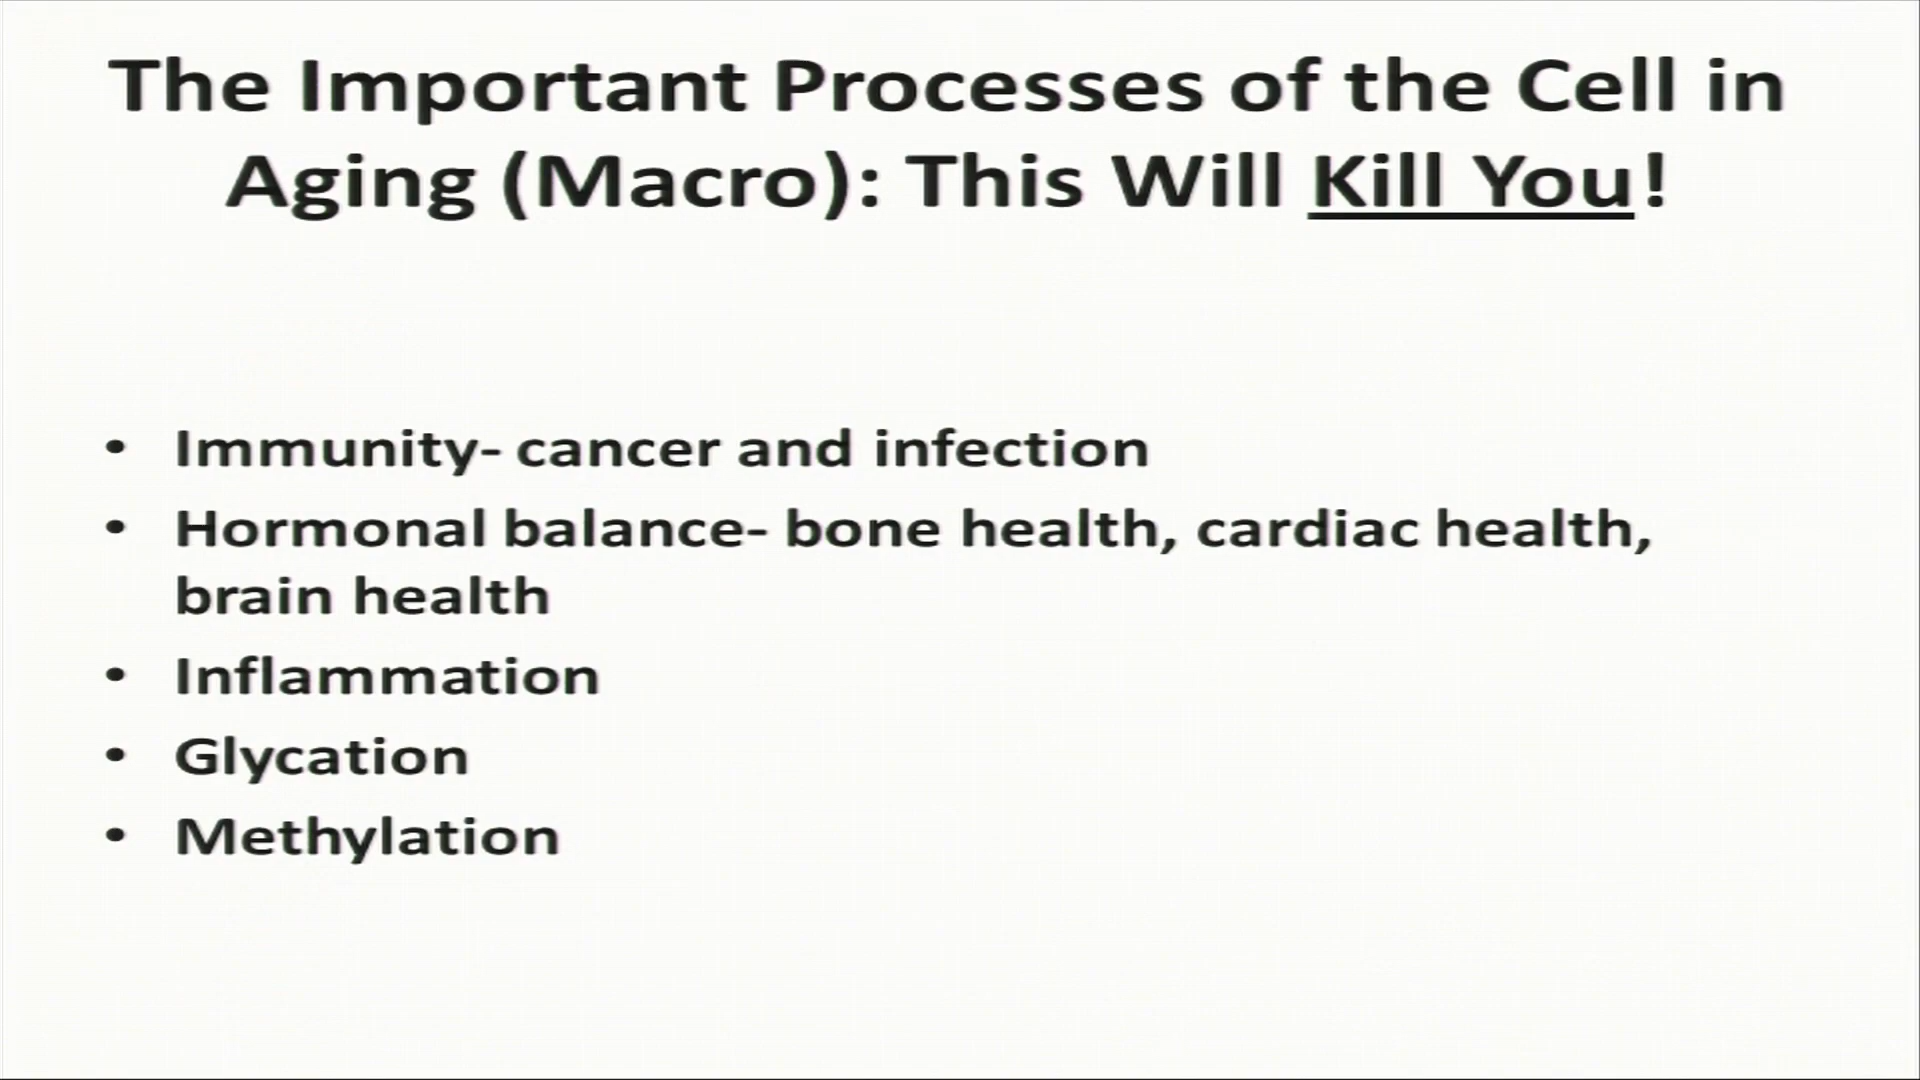 The Important Processes of the Cell in
Aging (Macro): This Will Kill You!
• Immunity- cancer and infection
• Hormonal balance- bone health, cardiac health,
brain health
• Inflammation
• Glycation
• Methylation